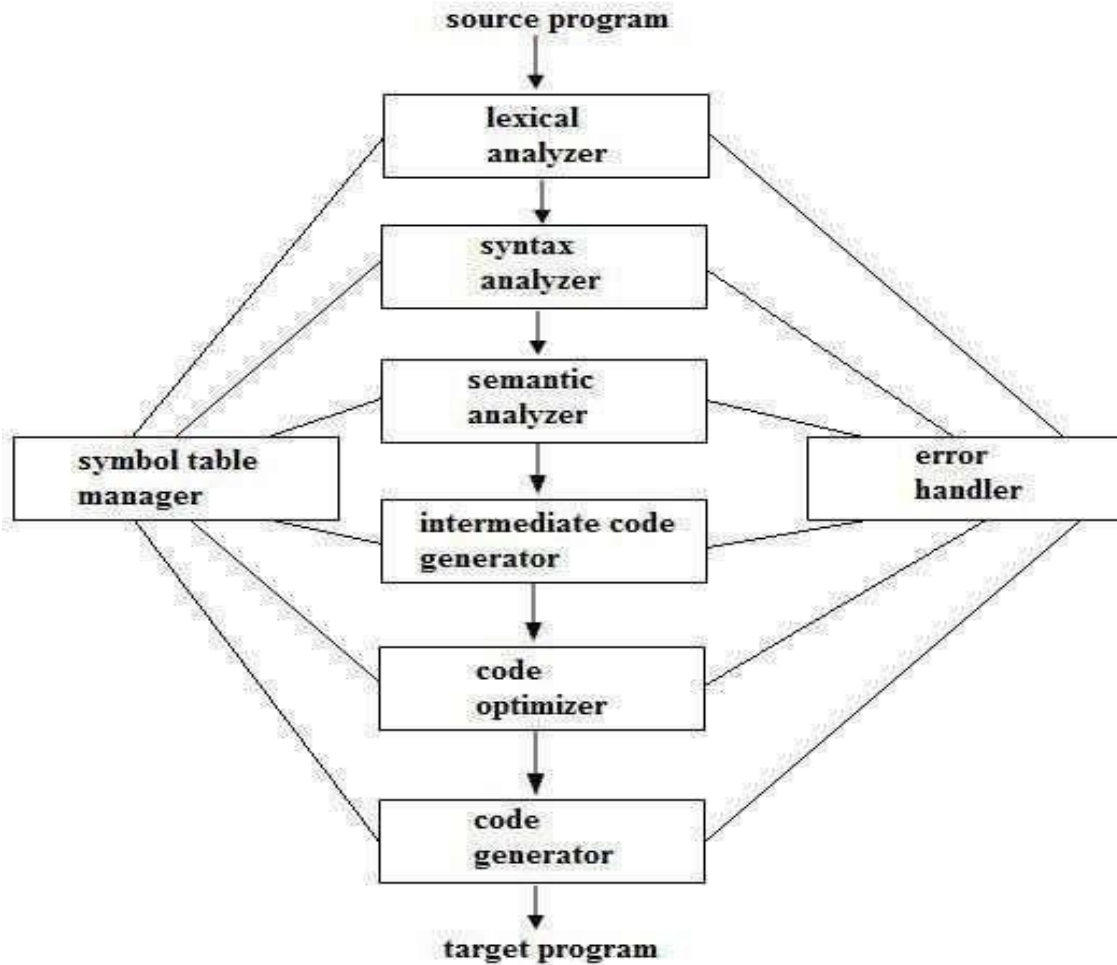 source program
lexical
analyzer
syntax
analyzer
semantic
analyzer
symbol table
manager
error
handler
intermediate code
generator
code
optimizer
code
generator
target program